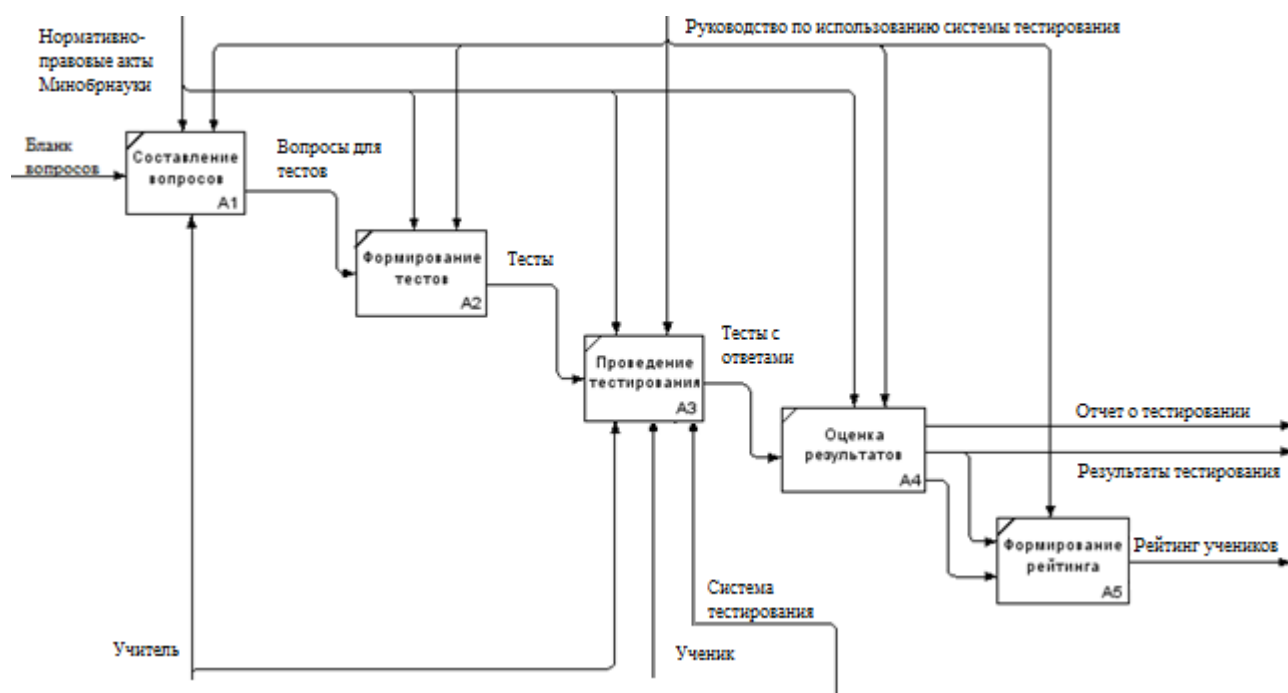 Нормативно-
правовые акты
Минобрнауки
Руководство по использованию системы тестирования
Бланк
вопросов
Составление
вопросов
A1
Вопросы для
тестов
Формирование
тестов
A2
Тесты
Проведение
тестирования
A3
Тесты с
ответами
Оценка
результатов
A4
Отчет о тестировании
Результаты тестирования
Формирование
рейтинга
A5
Рейтинг учеников
Система
тестирования
Учитель
Ученик